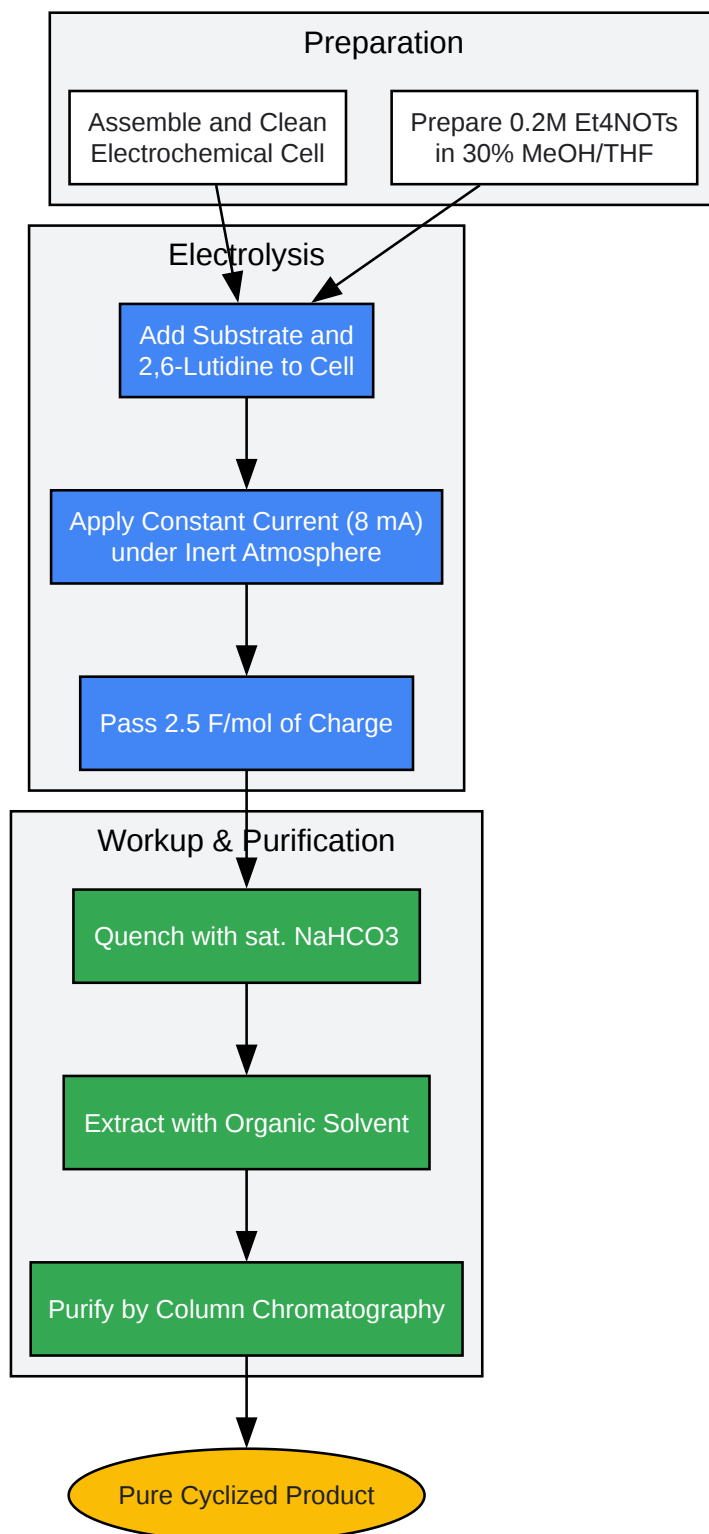 Preparation
Assemble and Clean
Electrochemical Cell
Prepare 0.2M Et4NOTs
in 30% MeOH/THF
Electrolysis
Add Substrate and
2,6-Lutidine to Cell
Apply Constant Current (8 mA)
under Inert Atmosphere
Pass 2.5 F/mol of Charge
Workup & Purification
Quench with sat. NaHCO3
Extract with Organic Solvent
Purify by Column Chromatography
Pure Cyclized Product